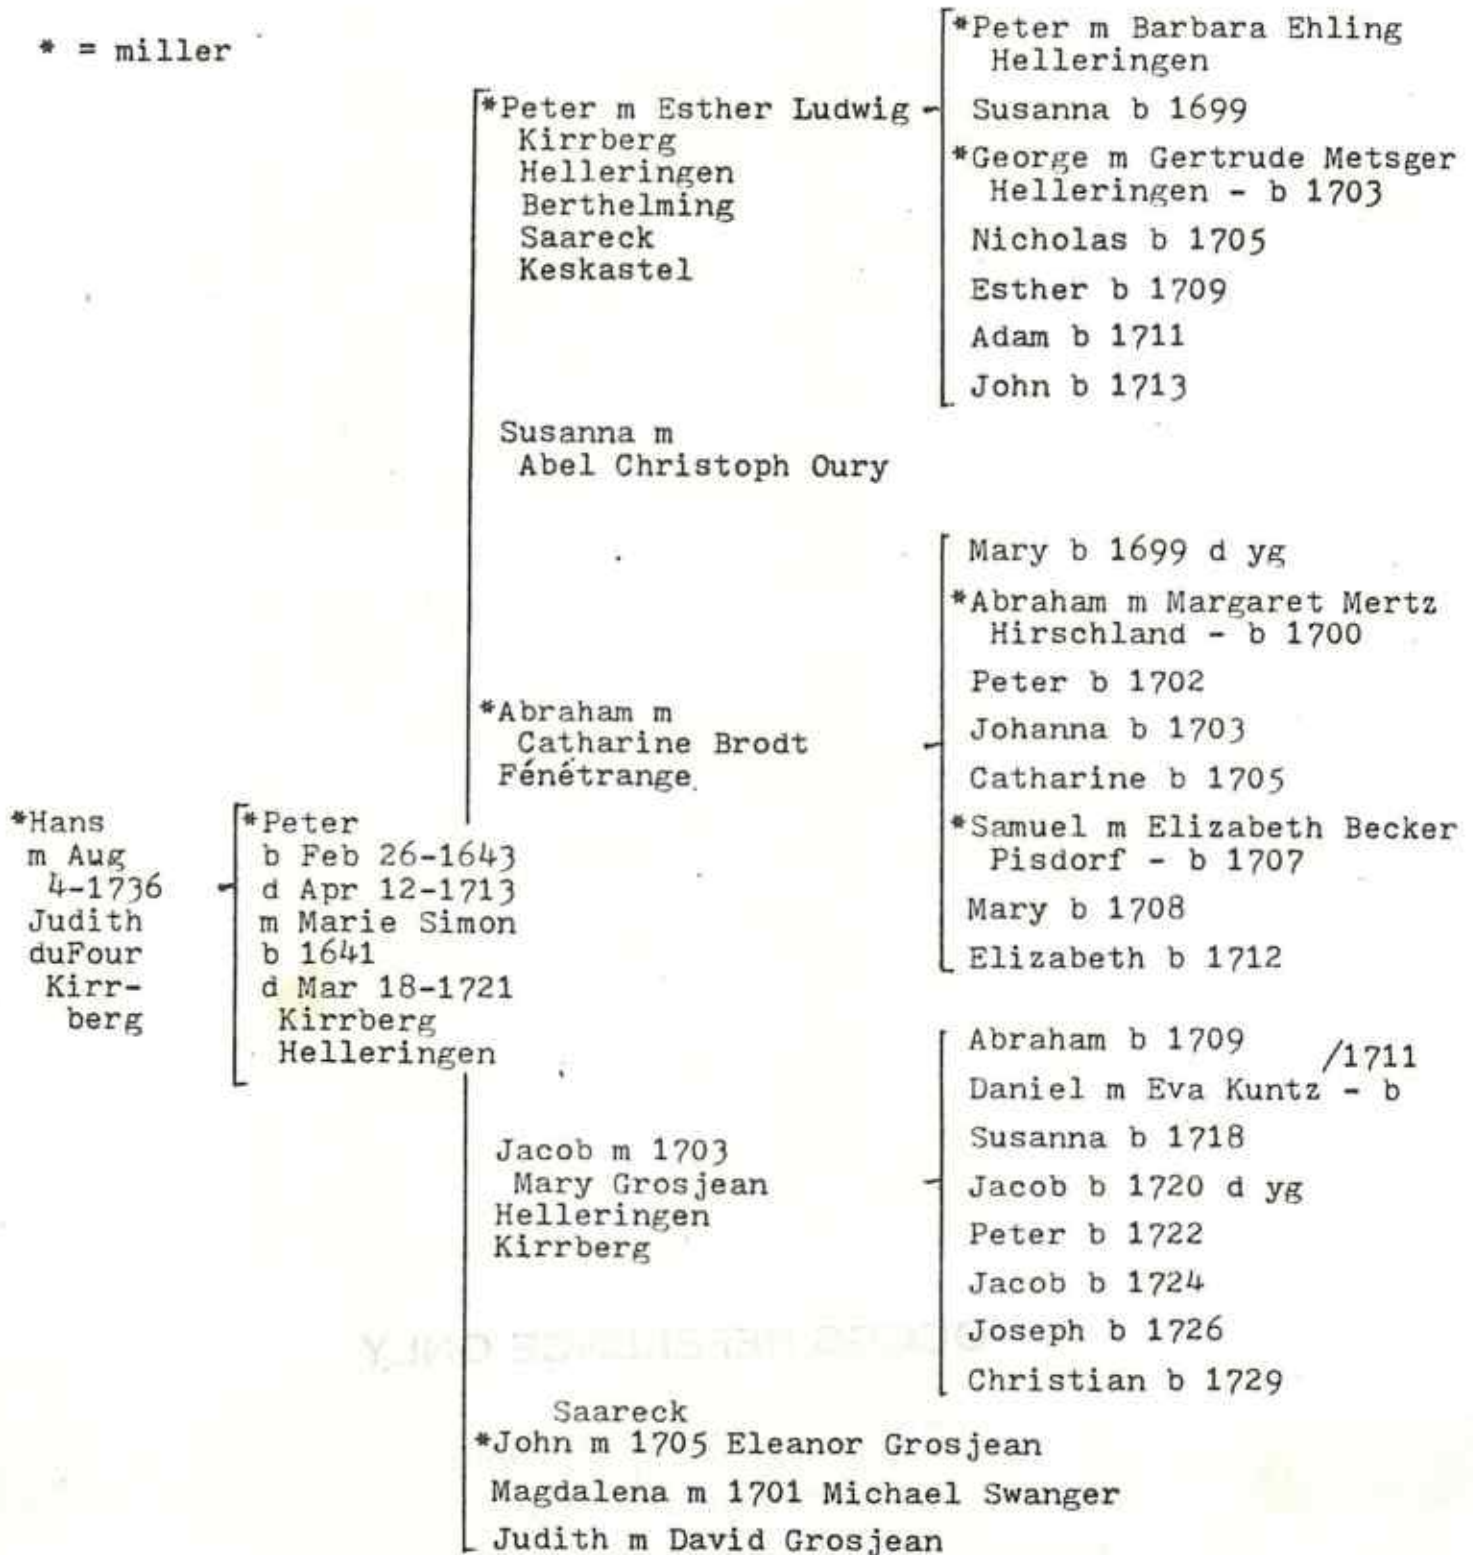 * = miller
*Hans
m Aug
4-1736
Judith
duFour
Kirr-
berg
*Peter
b Feb 26-1643
d Apr 12-1713
m Marie Simon
b 1641
d Mar 18-1721
Kirrberg
Helleringen
*Peter m Esther Ludwig -
Kirrberg
Helleringen
Berthelming
Saareck
Keskastel
*Peter m Barbara Ehling
Helleringen
Susanna b 1699
*George m Gertrude Metsger
Helleringen - b 1703
Nicholas b 1705
Esther b 1709
Adam b 1711
John b 1713
Susanna m
Abel Christoph Oury
*Abraham m
Catharine Brodt
Fénétrange
Mary b 1699 d yg
*Abraham m Margaret Mertz
Hirschland - b 1700
Peter b 1702
Johanna b 1703
Catharine b 1705
*Samuel m Elizabeth Becker
Pisdorf - b 1707
Mary b 1708
Elizabeth b 1712
Jacob m 1703
Mary Grosjean
Helleringen
Kirrberg
Abraham b 1709
/1711
Daniel m Eva Kuntz - b
Susanna b 1718
Jacob b 1720 d yg
Peter b 1722
Jacob b 1724
Joseph b 1726
Christian b 1729
Saareck
*John m 1705 Eleanor Grosjean
Magdalena m 1701 Michael Swanger
Judith m David Grosjean